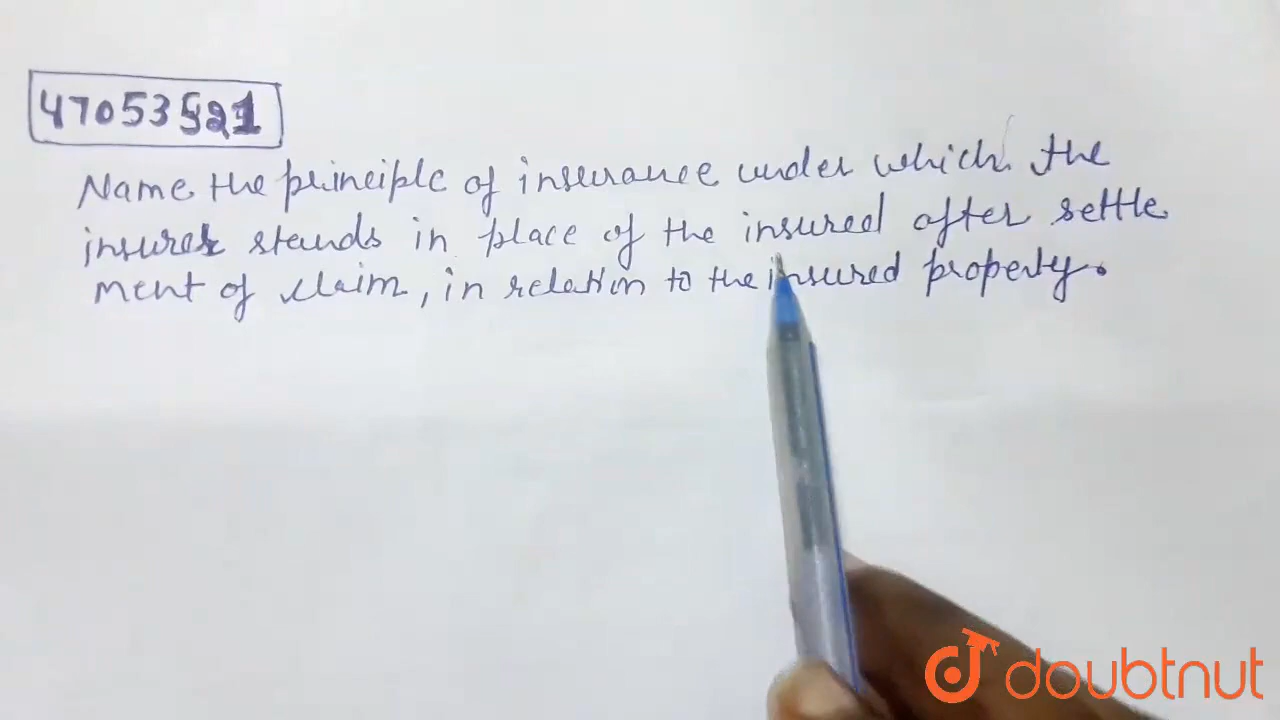 47053521
Name the principle of insurance under which the
insurer stands in place of the insured after settle
ment of claim, in relation to the insured property.
doubtnut